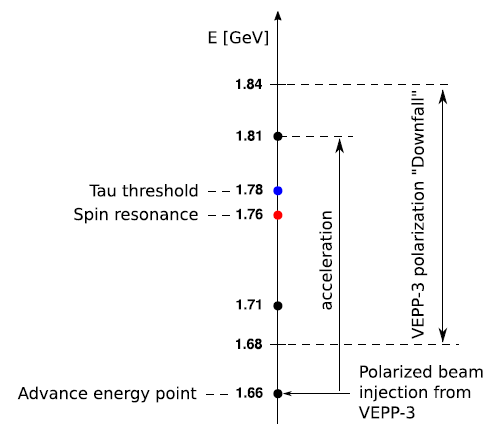 E [GeV]
1.84
1.81
Tau threshold 1.78
Spin resonance 1.76
1.71
1.68
Advance energy point 1.66
acceleration
VEPP-3 polarization "Downfall"
Polarized beam
injection from
VEPP-3